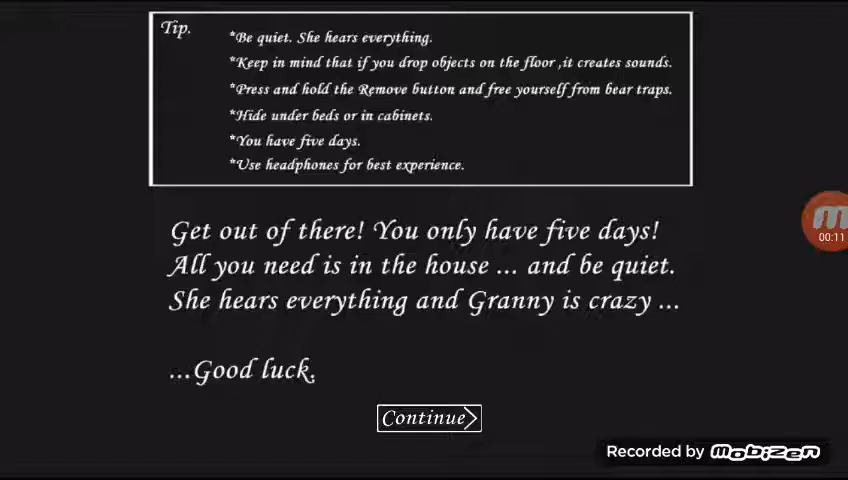 Tip.
*Be quiet. She hears everything.
*Keep in mind that if you drop objects on the floor ,it creates sounds.
*Press and hold the Remove button and free yourself from bear traps.
*Hide under beds or in cabinets.
*You have five days.
*Use headphones for best experience.
Get out of there! You only have five days!
All you need is in the house ... and be quiet.
She hears everything and Granny is crazy ...
...Good luck.
Continue
00:11
Recorded by mobizen